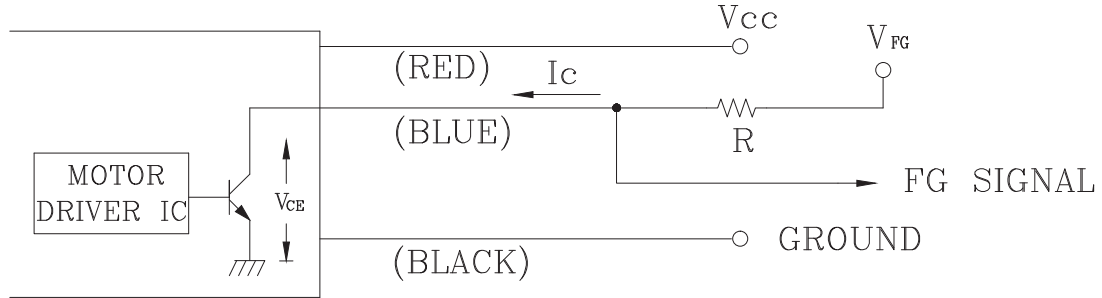 Vcc
VFG
(RED)
Ic
(BLUE)
R
MOTOR
DRIVER IC
VCE
FG SIGNAL
GROUND
(BLACK)